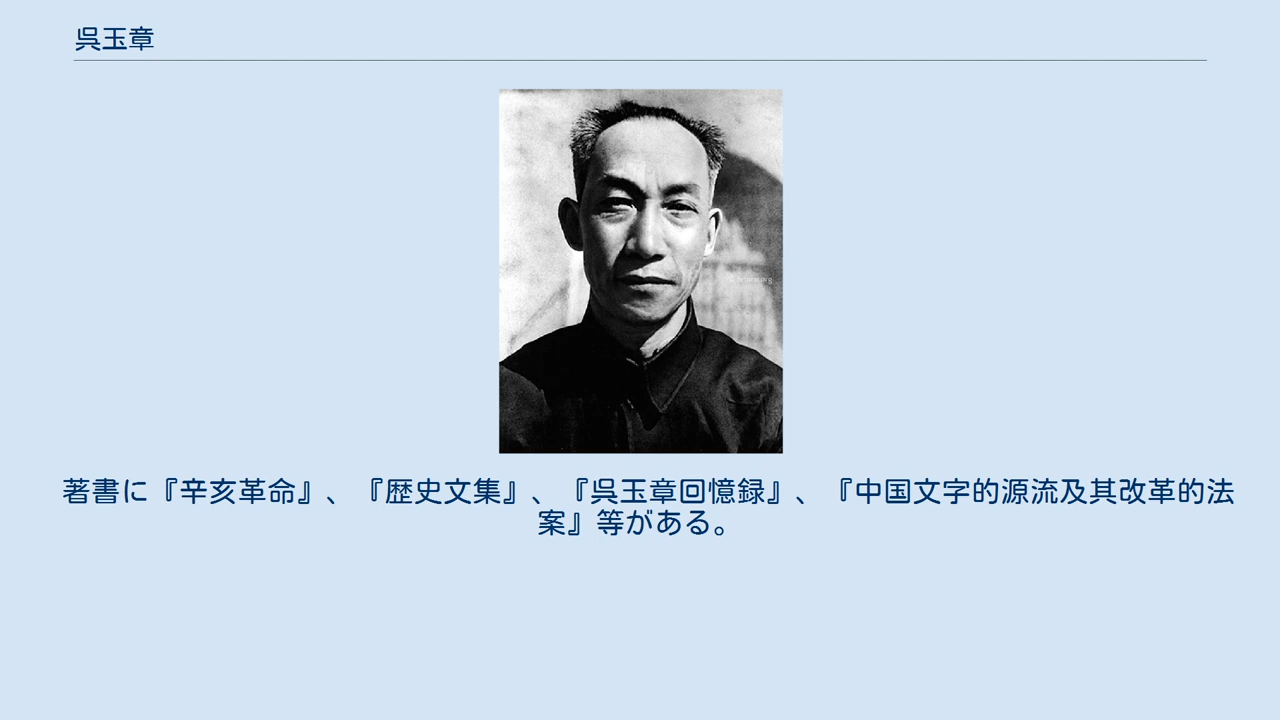 呉玉章
著書に『辛亥革命』、『歴史文集』、『呉玉章回憶録』、『中国文字的源流及其改革的法
案』等がある。